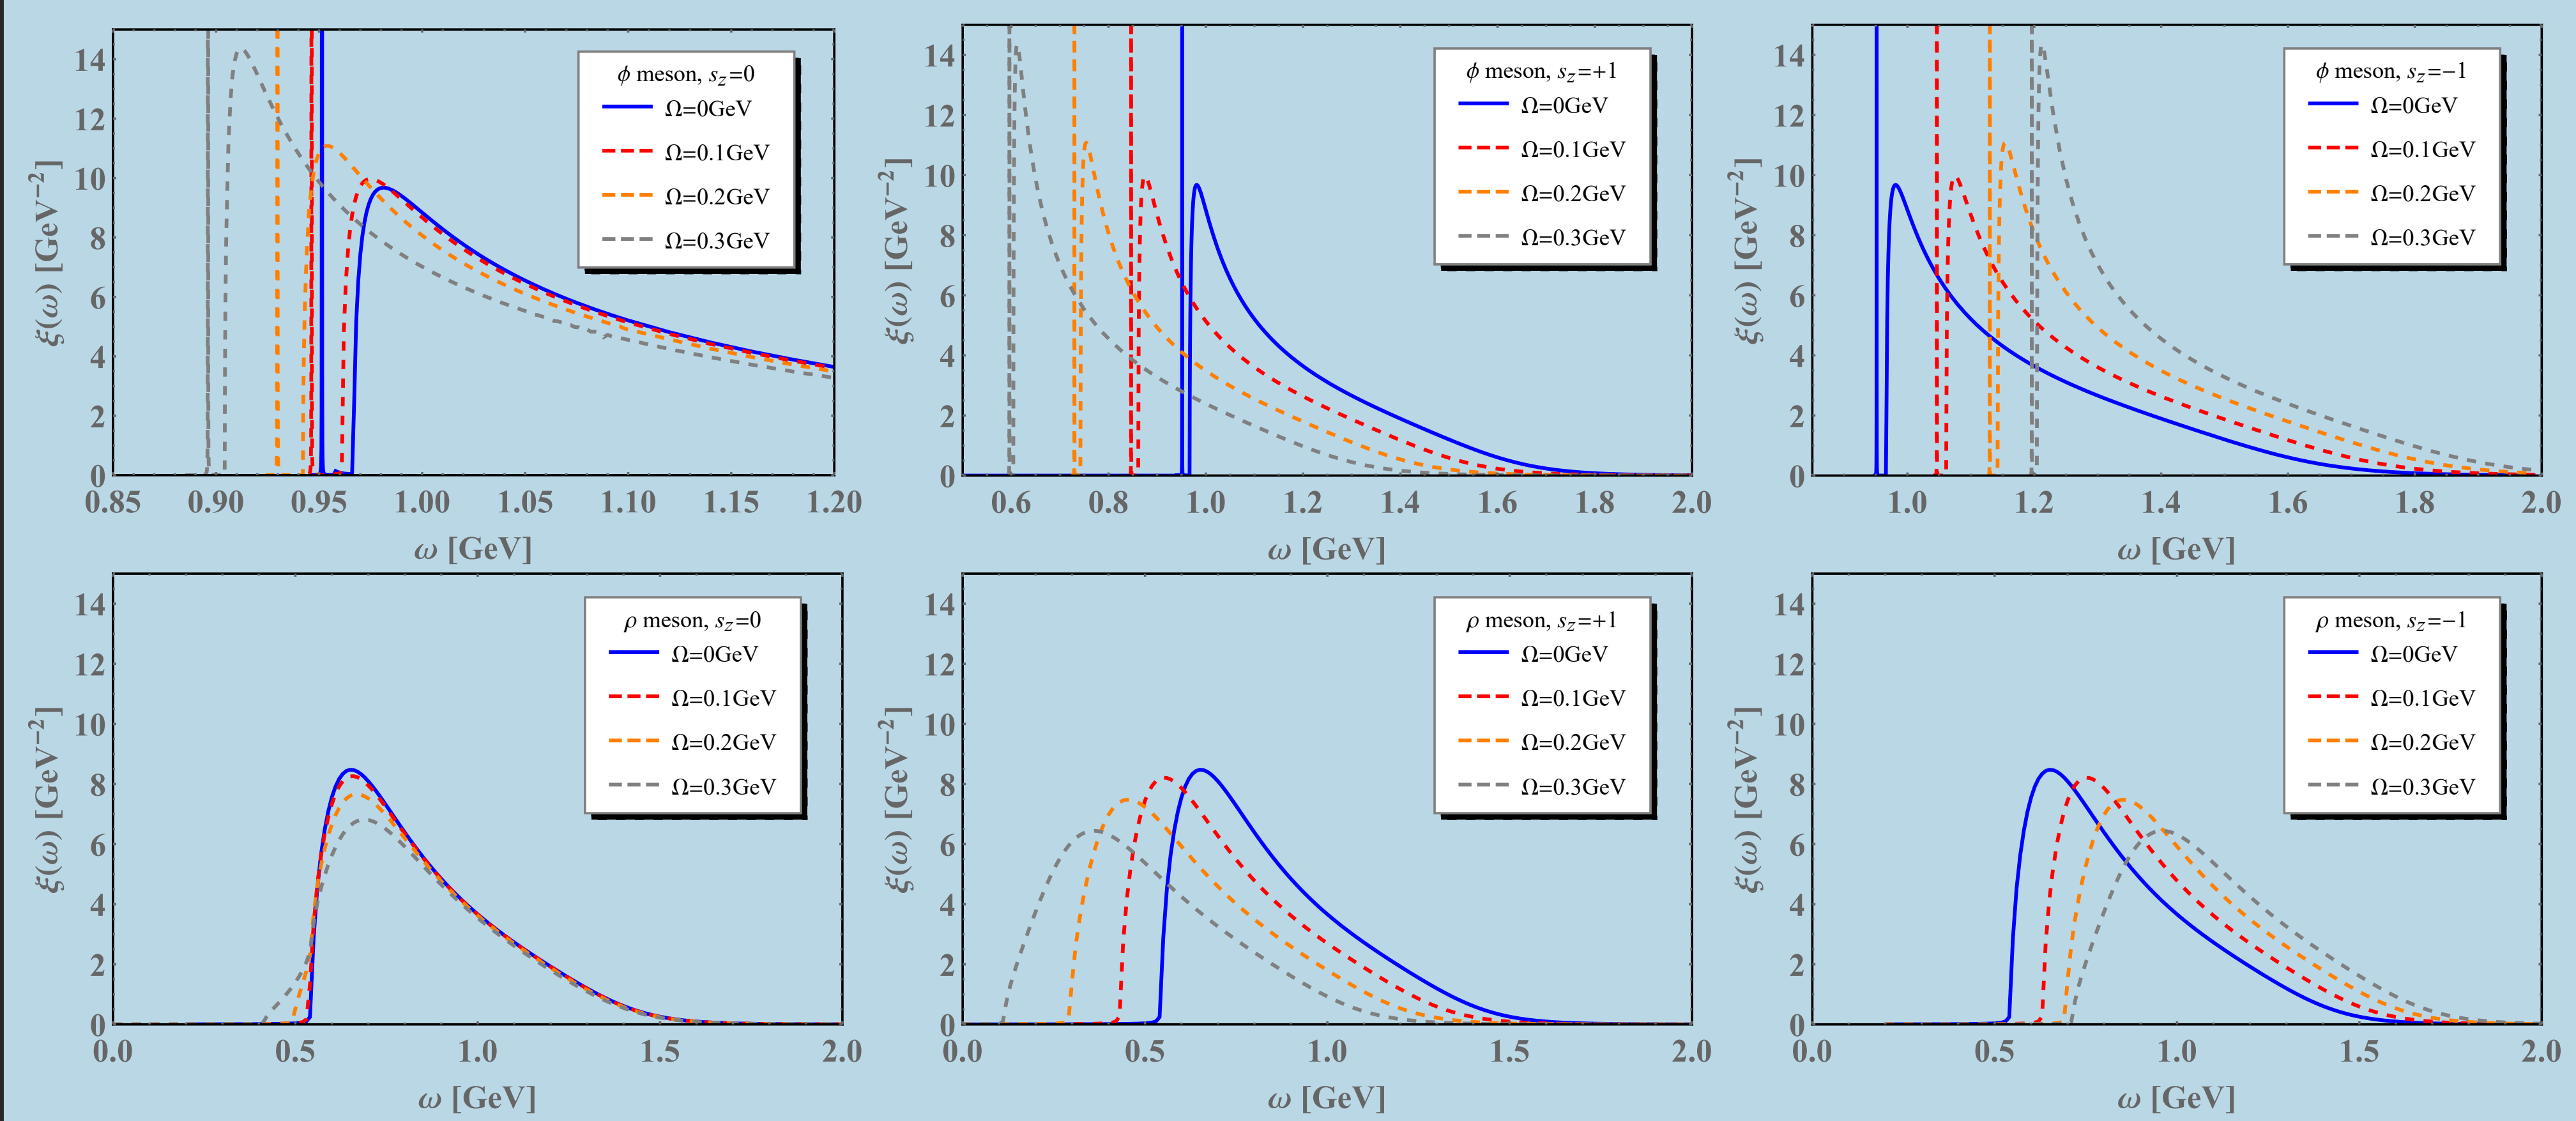 ξ(ω) [GeV⁻²]
14
12
10
8
6
4
2
0
ϕ meson, s_z=0
Ω=0GeV
Ω=0.1GeV
Ω=0.2GeV
Ω=0.3GeV
0.85 0.90 0.95 1.00 1.05 1.10 1.15 1.20
ω [GeV]
ξ(ω) [GeV⁻²]
14
12
10
8
6
4
2
0
ϕ meson, s_z=+1
Ω=0GeV
Ω=0.1GeV
Ω=0.2GeV
Ω=0.3GeV
0.6 0.8 1.0 1.2 1.4 1.6 1.8 2.0
ω [GeV]
ξ(ω) [GeV⁻²]
14
12
10
8
6
4
2
0
ϕ meson, s_z=−1
Ω=0GeV
Ω=0.1GeV
Ω=0.2GeV
Ω=0.3GeV
1.0 1.2 1.4 1.6 1.8 2.0
ω [GeV]
ξ(ω) [GeV⁻²]
14
12
10
8
6
4
2
0
ρ meson, s_z=0
Ω=0GeV
Ω=0.1GeV
Ω=0.2GeV
Ω=0.3GeV
0.0 0.5 1.0 1.5 2.0
ω [GeV]
ξ(ω) [GeV⁻²]
14
12
10
8
6
4
2
0
ρ meson, s_z=+1
Ω=0GeV
Ω=0.1GeV
Ω=0.2GeV
Ω=0.3GeV
0.0 0.5 1.0 1.5 2.0
ω [GeV]
ξ(ω) [GeV⁻²]
14
12
10
8
6
4
2
0
ρ meson, s_z=−1
Ω=0GeV
Ω=0.1GeV
Ω=0.2GeV
Ω=0.3GeV
0.0 0.5 1.0 1.5 2.0
ω [GeV]